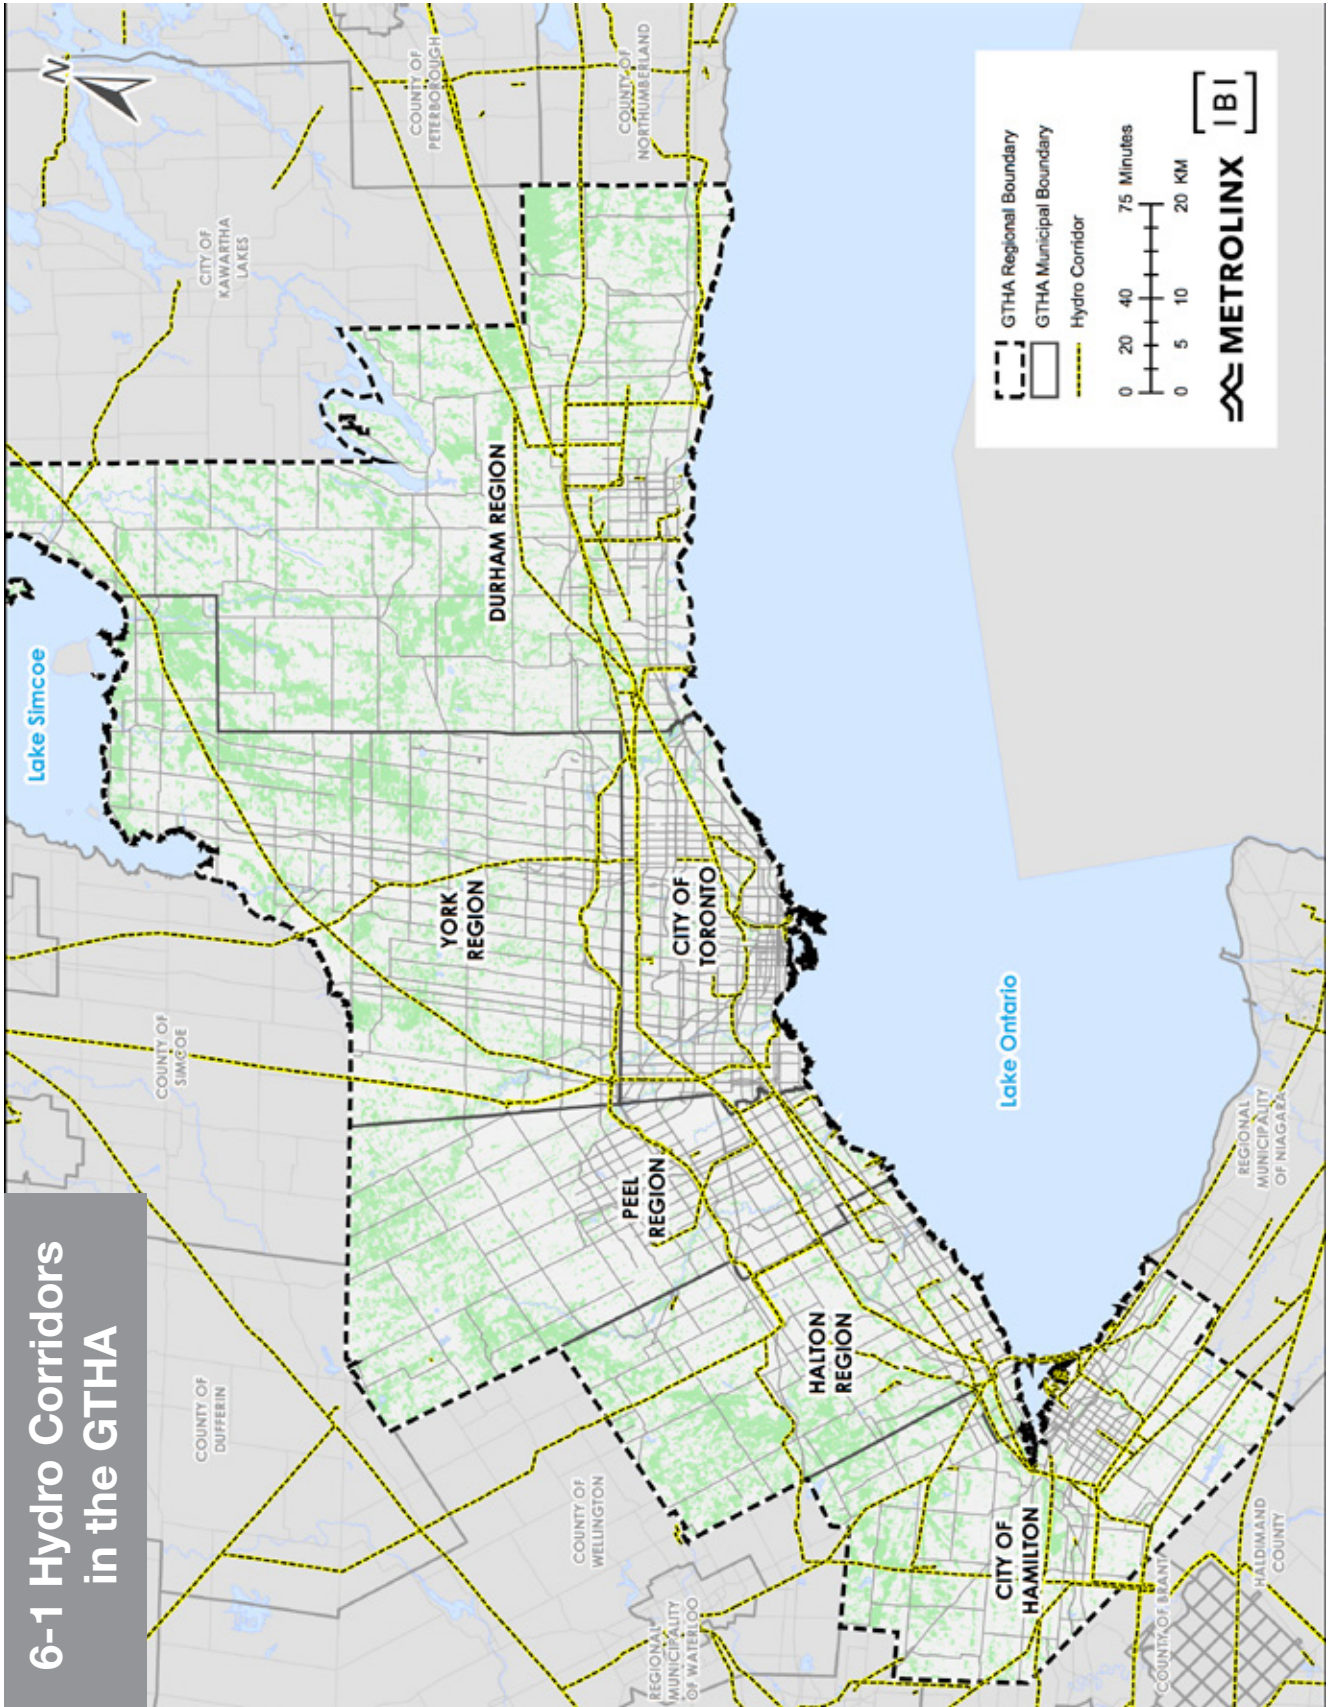 6-1 Hydro Corridors
in the GTHA
N
Lake Simcoe
COUNTY OF
PETERBOROUGH
COUNTY OF
NORTHUMBERLAND
CITY OF
KAWARTHA
LAKES
DURHAM REGION
YORK
REGION
CITY OF
TORONTO
COUNTY OF
SIMCOE
PEEL
REGION
COUNTY OF
DUFFERIN
HALTON
REGION
COUNTY OF
WELLINGTON
CITY OF
HAMILTON
REGIONAL
MUNICIPALITY
OF WATERLOO
COUNTY OF BRANT
HALDIMAND
COUNTY
REGIONAL
MUNICIPALITY
OF NIAGARA
Lake Ontario
GTHA Regional Boundary
GTHA Municipal Boundary
Hydro Corridor
0 20 40 75 Minutes
0 5 10 20 KM
METROLINX
[IBI]